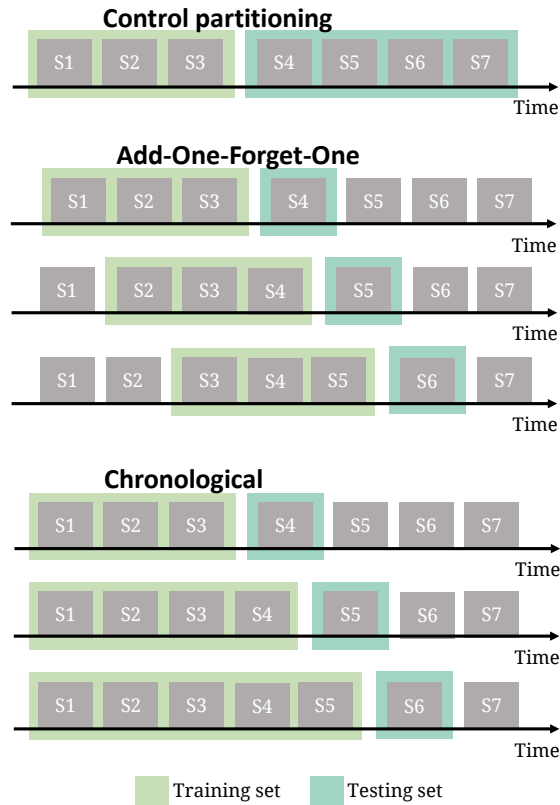 Control partitioning
S1 S2 S3 S4 S5 S6 S7
Time
Add-One-Forget-One
S1 S2 S3 S4 S5 S6 S7
Time
S1 S2 S3 S4 S5 S6 S7
Time
S1 S2 S3 S4 S5 S6 S7
Time
Chronological
S1 S2 S3 S4 S5 S6 S7
Time
S1 S2 S3 S4 S5 S6 S7
Time
S1 S2 S3 S4 S5 S6 S7
Time
Training set Testing set